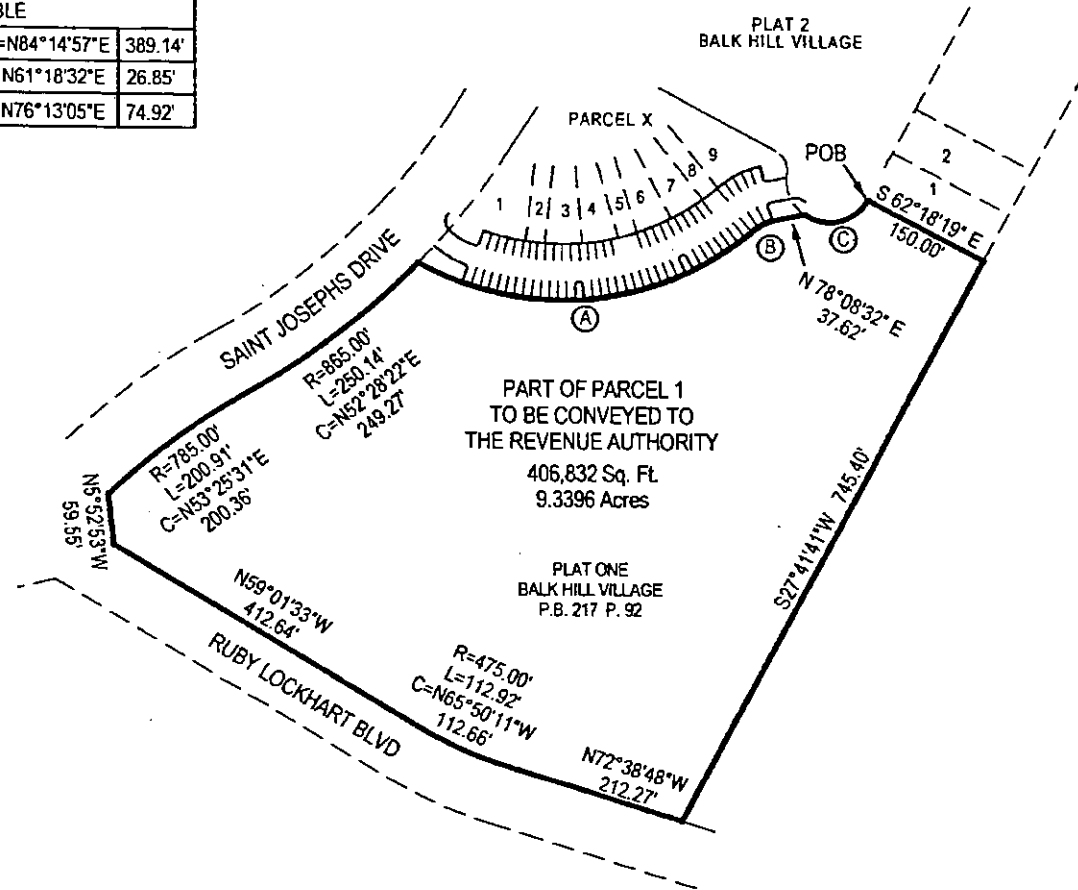 BLE
=N84°14'57"E 389.14'
N61°18'32"E 26.85'
N76°13'05"E 74.92'
PLAT 2
BALK HILL VILLAGE
PARCEL X
POB
1
2
3
4
5
6
7
8
9
2
1
S 62°18'19" E
150.00'
A
B
C
N 78°08'32" E
37.62'
SAINT JOSEPHS DRIVE
R=865.00'
L=250.14'
C=N52°28'22"E
249.27'
R=785.00'
L=200.91'
C=N53°25'31"E
200.36'
N5°52'53"W
59.55'
PART OF PARCEL 1
TO BE CONVEYED TO
THE REVENUE AUTHORITY
406,832 Sq. Ft.
9.3396 Acres
S27°41'41"W 745.40'
PLAT ONE
BALK HILL VILLAGE
P.B. 217 P. 92
N59°01'33"W
412.64'
RUBY LOCKHART BLVD
R=475.00'
L=112.92'
C=N65°50'11"W
112.66'
N72°38'48"W
212.27'